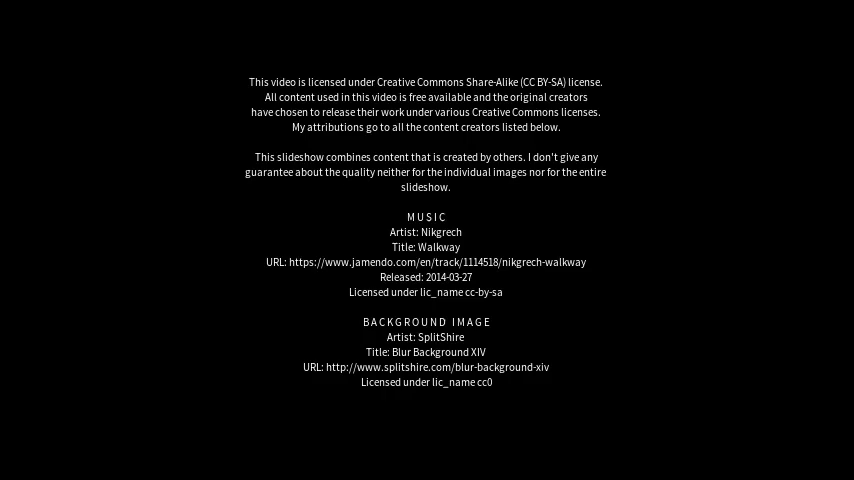 This video is licensed under Creative Commons Share-Alike (CC BY-SA) license.
All content used in this video is free available and the original creators
have chosen to release their work under various Creative Commons licenses.
My attributions go to all the content creators listed below.
This slideshow combines content that is created by others. I don't give any
guarantee about the quality neither for the individual images nor for the entire
slideshow.
MUSIC
Artist: Nikgrech
Title: Walkway
URL: https://www.jamendo.com/en/track/1114518/nikgrech-walkway
Released: 2014-03-27
Licensed under lic_name cc-by-sa
BACKGROUND IMAGE
Artist: SplitShire
Title: Blur Background XIV
URL: http://www.splitshire.com/blur-background-xiv
Licensed under lic_name cc0